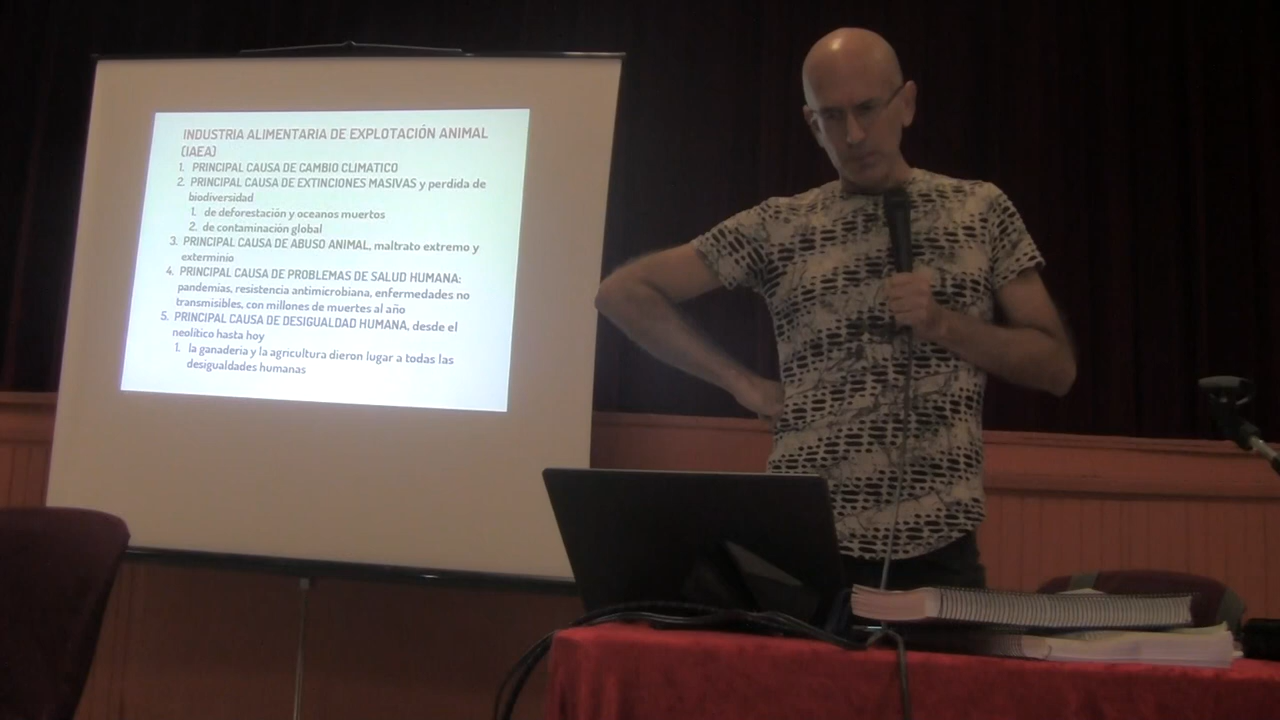 INDUSTRIA ALIMENTARIA DE EXPLOTACIÓN ANIMAL
(IAEA)
1. PRINCIPAL CAUSA DE CAMBIO CLIMATICO
2. PRINCIPAL CAUSA DE EXTINCIONES MASIVAS y perdida de
biodiversidad
1. de deforestación y oceanos muertos
2. de contaminación global
3. PRINCIPAL CAUSA DE ABUSO ANIMAL, maltrato extremo y
exterminio
4. PRINCIPAL CAUSA DE PROBLEMAS DE SALUD HUMANA:
pandemias, resistencia antimicrobiana, enfermedades no
transmisibles, con millones de muertes al año
5. PRINCIPAL CAUSA DE DESIGUALDAD HUMANA, desde el
neolítico hasta hoy
1. la ganaderia y la agricultura dieron lugar a todas las
desigualdades humanas